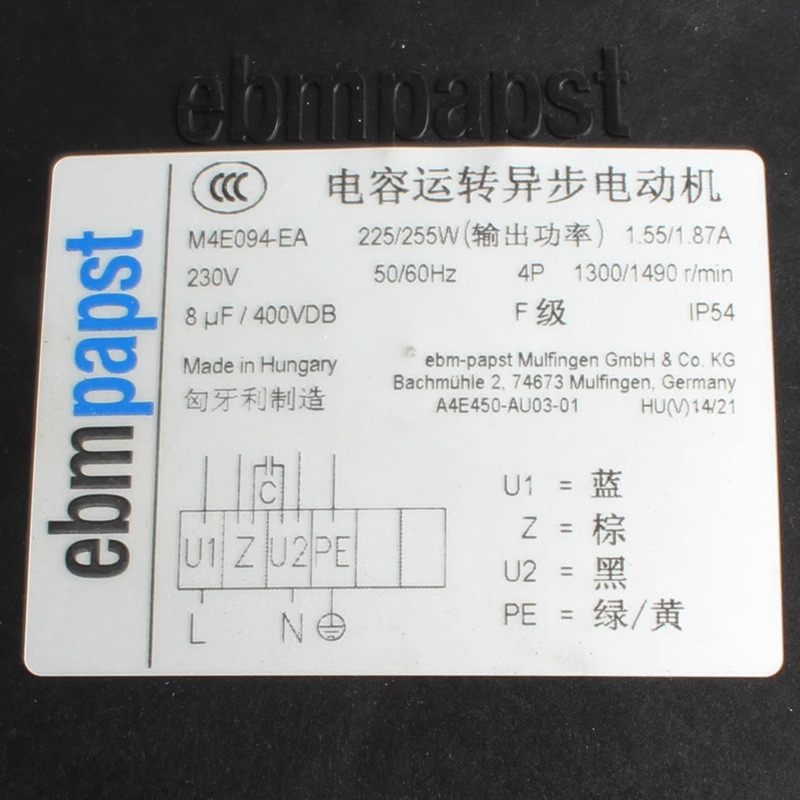 ebmpapst
ebmpapst
CCC 电容运转异步电动机
M4E094-EA 225/255W(输出功率) 1.55/1.87A
230V 50/60Hz 4P 1300/1490 r/min
8 µF / 400VDB F 级 IP54
Made in Hungary
匈牙利制造
ebm-papst Mulfingen GmbH & Co. KG
Bachmühle 2, 74673 Mulfingen, Germany
A4E450-AU03-01 HU(V)14/21
C
U1 Z U2 PE
L N
U1 = 蓝
Z = 棕
U2 = 黑
PE = 绿/黄